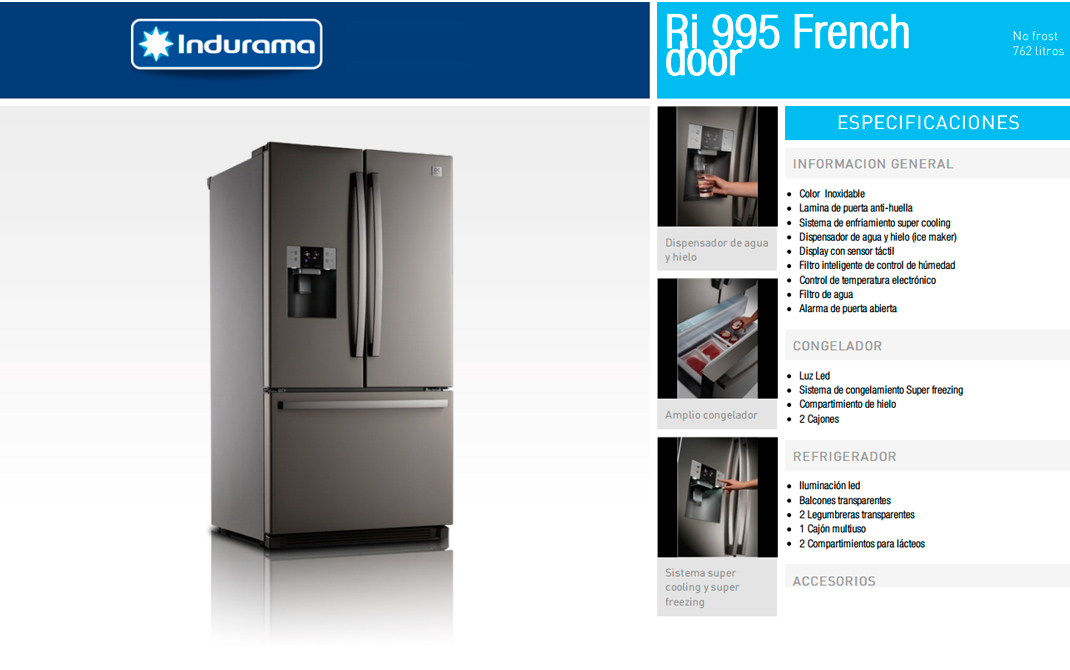 Indurama
Ri 995 French
door
No frost
762 litros
Dispensador de agua
y hielo
Amplio congelador
Sistema super
cooling y super
freezing
ESPECIFICACIONES
INFORMACION GENERAL
• Color Inoxidable
• Lamina de puerta anti-huella
• Sistema de enfriamiento super cooling
• Dispensador de agua y hielo (ice maker)
• Display con sensor táctil
• Filtro inteligente de control de húmedad
• Control de temperatura electrónico
• Filtro de agua
• Alarma de puerta abierta
CONGELADOR
• Luz Led
• Sistema de congelamiento Super freezing
• Compartimiento de hielo
• 2 Cajones
REFRIGERADOR
• Iluminación led
• Balcones transparentes
• 2 Legumbreras transparentes
• 1 Cajón multiuso
• 2 Compartimientos para lácteos
ACCESORIOS